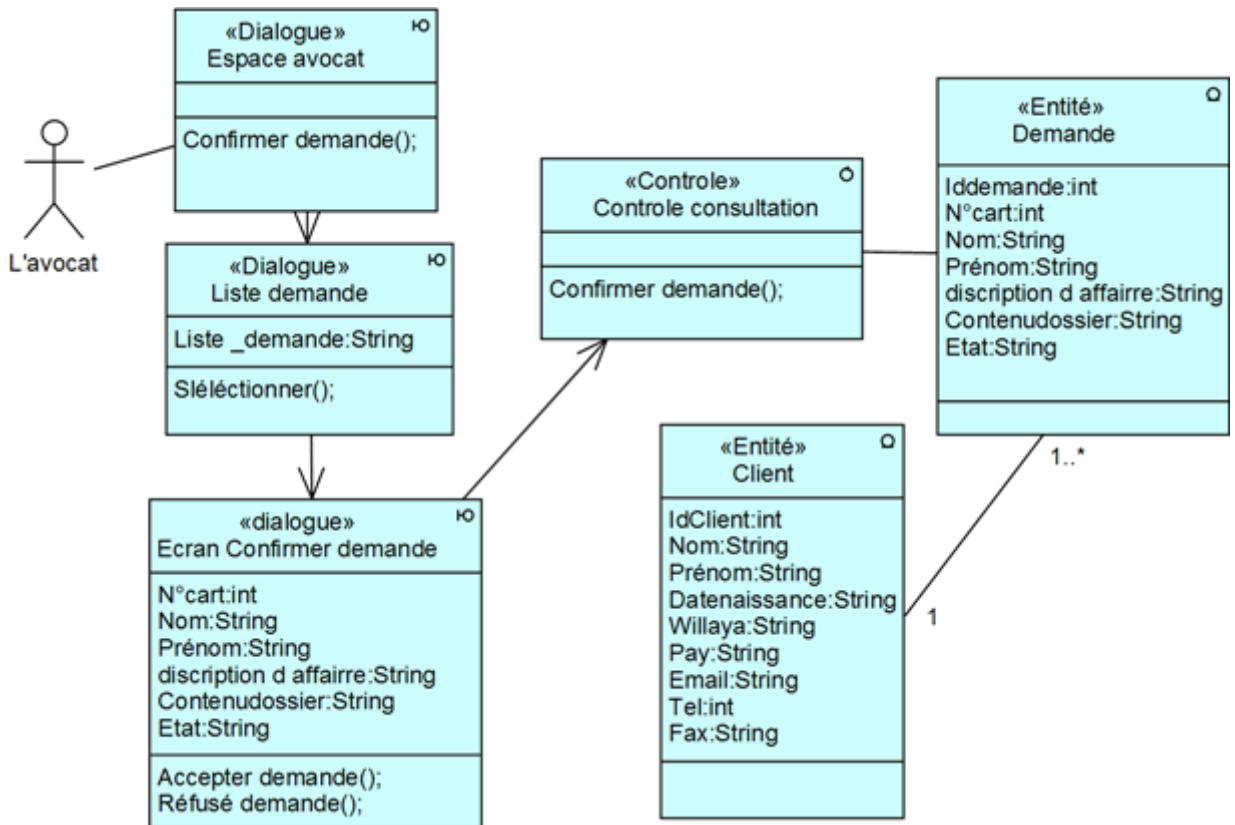 «Dialogue»
Espace avocat
Confirmer demande();
L'avocat
«Dialogue»
Liste demande
Liste _demande:String
Sléléctionner();
«dialogue»
Ecran Confirmer demande
N°cart:int
Nom:String
Prénom:String
discription d affairre:String
Contenudossier:String
Etat:String
Accepter demande();
Réfusé demande();
«Controle»
Controle consultation
Confirmer demande();
«Entité»
Demande
Iddemande:int
N°cart:int
Nom:String
Prénom:String
discription d affairre:String
Contenudossier:String
Etat:String
1..*
1
«Entité»
Client
IdClient:int
Nom:String
Prénom:String
Datenaissance:String
Willaya:String
Pay:String
Email:String
Tel:int
Fax:String